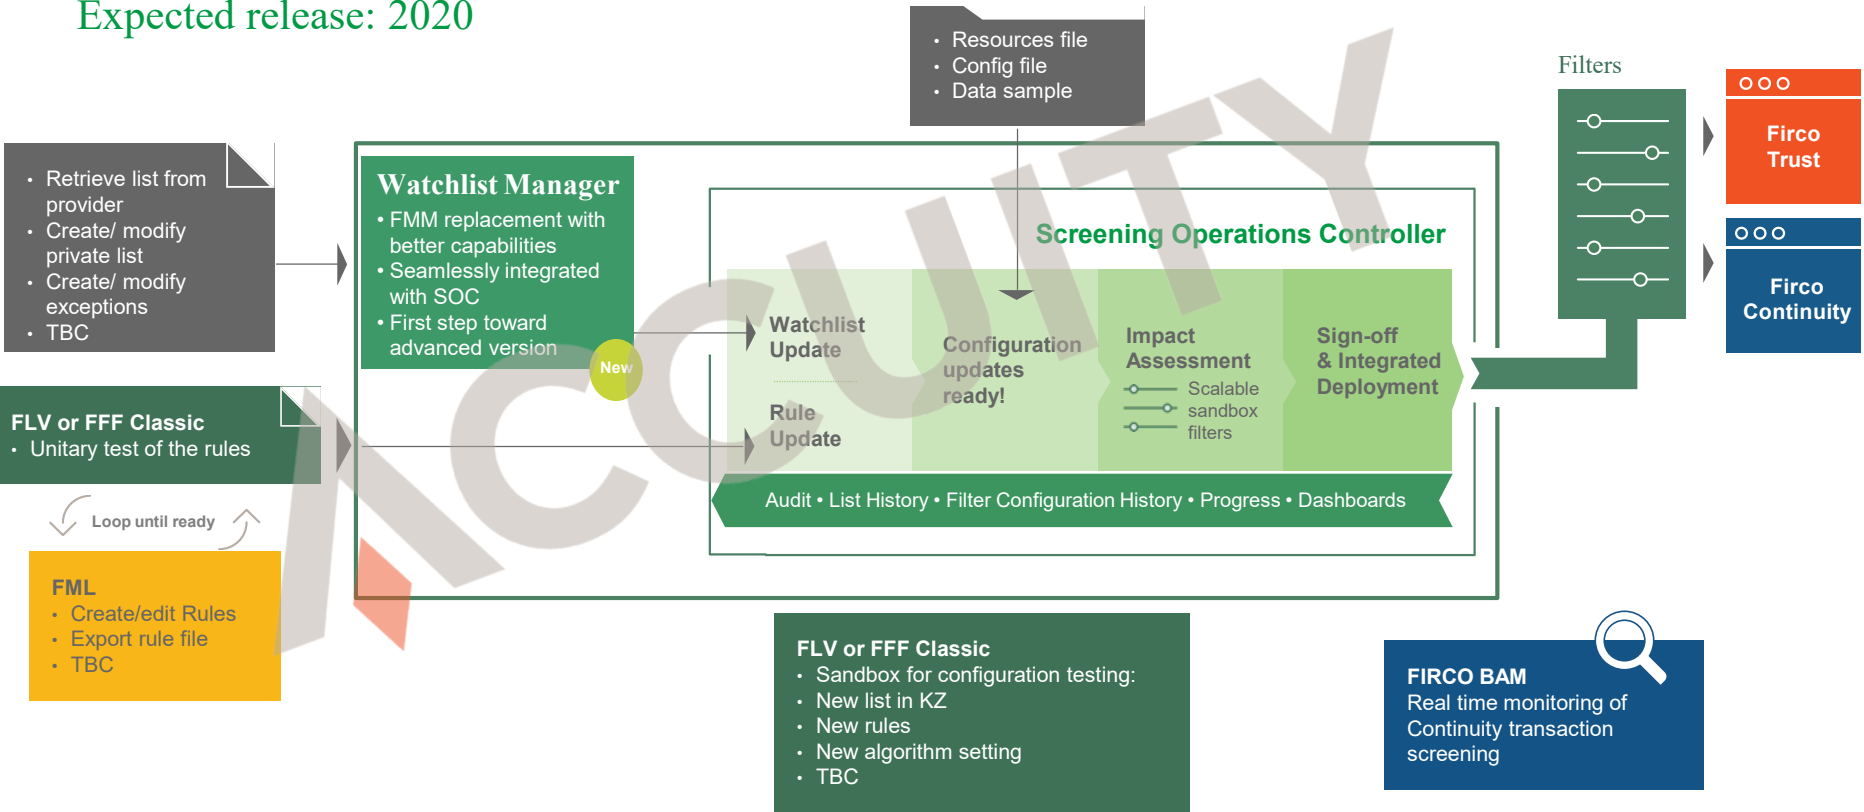 Expected release: 2020
• Resources file
• Config file
• Data sample
Filters
Firco
Trust
Firco
Continuity
• Retrieve list from
provider
• Create/ modify
private list
• Create/ modify
exceptions
• TBC
Watchlist Manager
• FMM replacement with
better capabilities
• Seamlessly integrated
with SOC
• First step toward
advanced version
New
Screening Operations Controller
Watchlist
Update
Rule
Update
Configuration
updates
ready!
Impact
Assessment
Scalable
sandbox
filters
Sign-off
& Integrated
Deployment
Audit • List History • Filter Configuration History • Progress • Dashboards
FLV or FFF Classic
• Unitary test of the rules
Loop until ready
FML
• Create/edit Rules
• Export rule file
• TBC
FLV or FFF Classic
• Sandbox for configuration testing:
• New list in KZ
• New rules
• New algorithm setting
• TBC
FIRCO BAM
Real time monitoring of
Continuity transaction
screening
ACCUITY